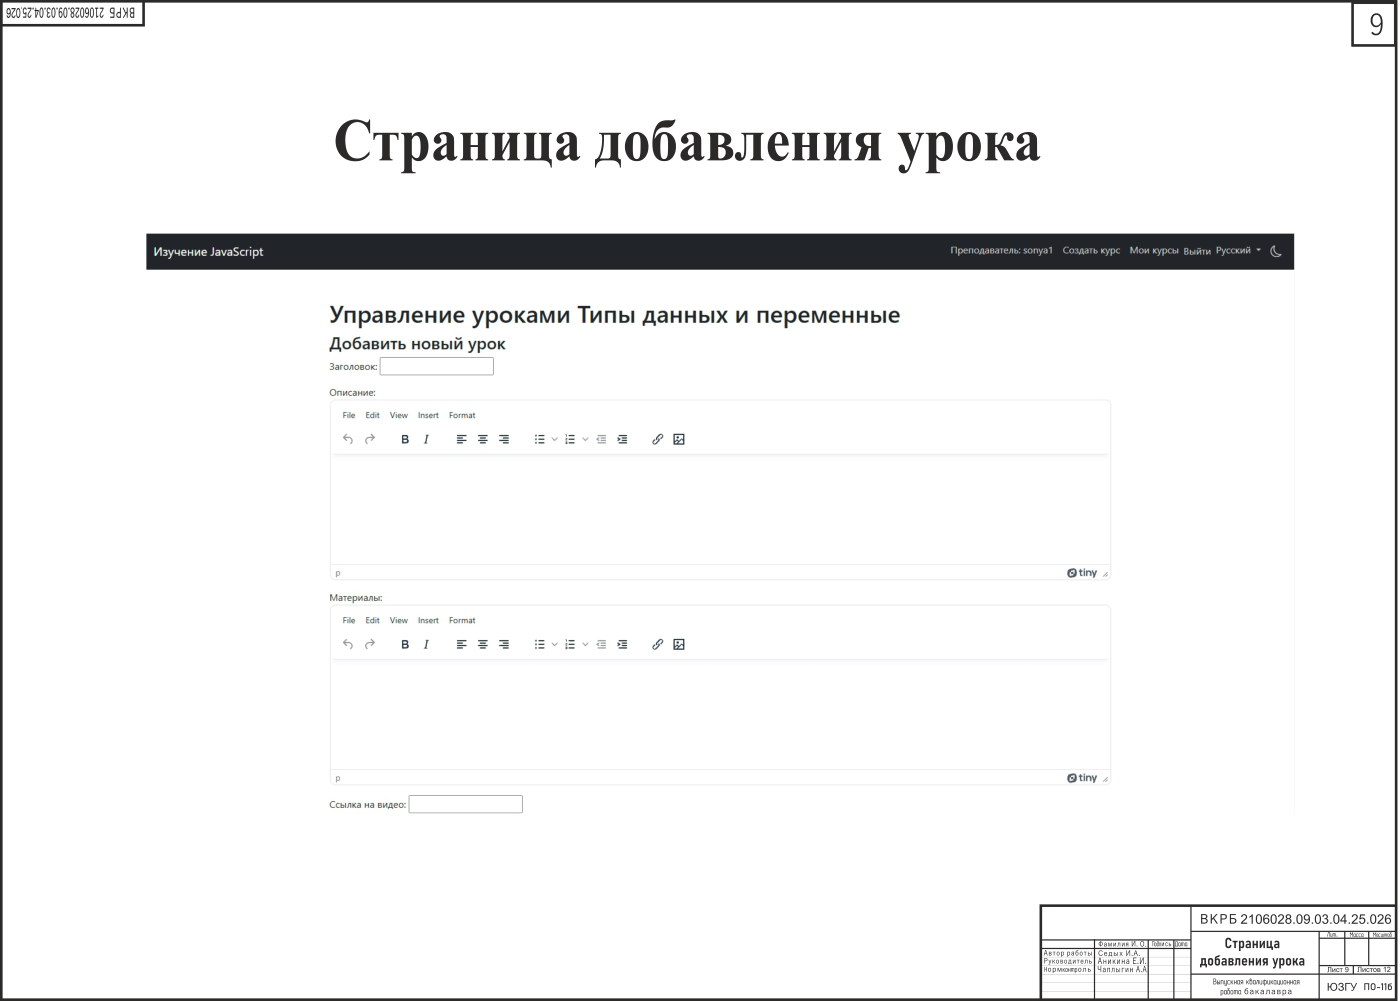 ВКРБ 2106028.09.03.04.25.026
9
Страница добавления урока
Изучение JavaScript
Преподаватель: sonya1 Создать курс Мои курсы Выйти Русский
Управление уроками Типы данных и переменные
Добавить новый урок
Заголовок:
Описание:
File Edit View Insert Format
B I
p
tiny
Материалы:
File Edit View Insert Format
B I
p
tiny
Ссылка на видео:
ВКРБ 2106028.09.03.04.25.026
Фамилия И. О. Подпись Дата
Автор работы Седых И.А.
Руководитель Аникина Е.И.
Нормконтроль Чаплыгин А.А
Страница
добавления урока
Лит. Масса Масштаб
Лист 9 Листов 12
Выпускная квалификационная
работа бакалавра
ЮЗГУ ПО-11б